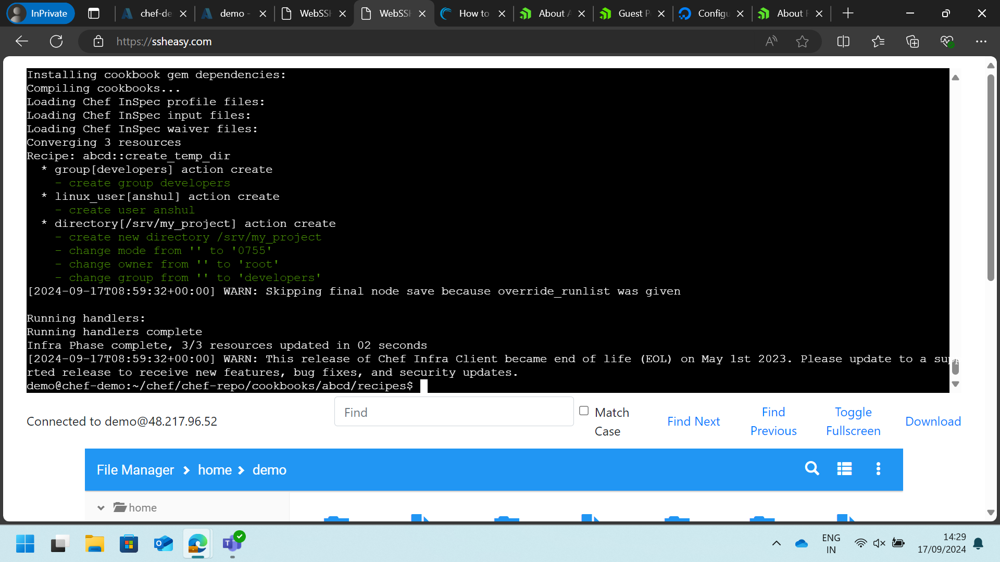 InPrivate
chef-de
demo -
WebSSH
WebSSH
How to
About A
Guest P
Configu
About
https://ssheasy.com
Installing cookbook gem dependencies:
Compiling cookbooks...
Loading Chef InSpec profile files:
Loading Chef InSpec input files:
Loading Chef InSpec waiver files:
Converging 3 resources
Recipe: abcd::create_temp_dir
* group[developers] action create
- create group developers
* linux_user[anshul] action create
- create user anshul
* directory[/srv/my_project] action create
- create new directory /srv/my_project
- change mode from '' to '0755'
- change owner from '' to 'root'
- change group from '' to 'developers'
[2024-09-17T08:59:32+00:00] WARN: Skipping final node save because override_runlist was given
Running handlers:
Running handlers complete
Infra Phase complete, 3/3 resources updated in 02 seconds
[2024-09-17T08:59:32+00:00] WARN: This release of Chef Infra Client became end of life (EOL) on May 1st 2023. Please update to a supp
rted release to receive new features, bug fixes, and security updates.
demo@chef-demo:~/chef/chef-repo/cookbooks/abcd/recipes$
Connected to demo@48.217.96.52
Find
Match Case
Find Next
Find Previous
Toggle Fullscreen
Download
File Manager > home > demo
home
ENG
IN
14:29
17/09/2024